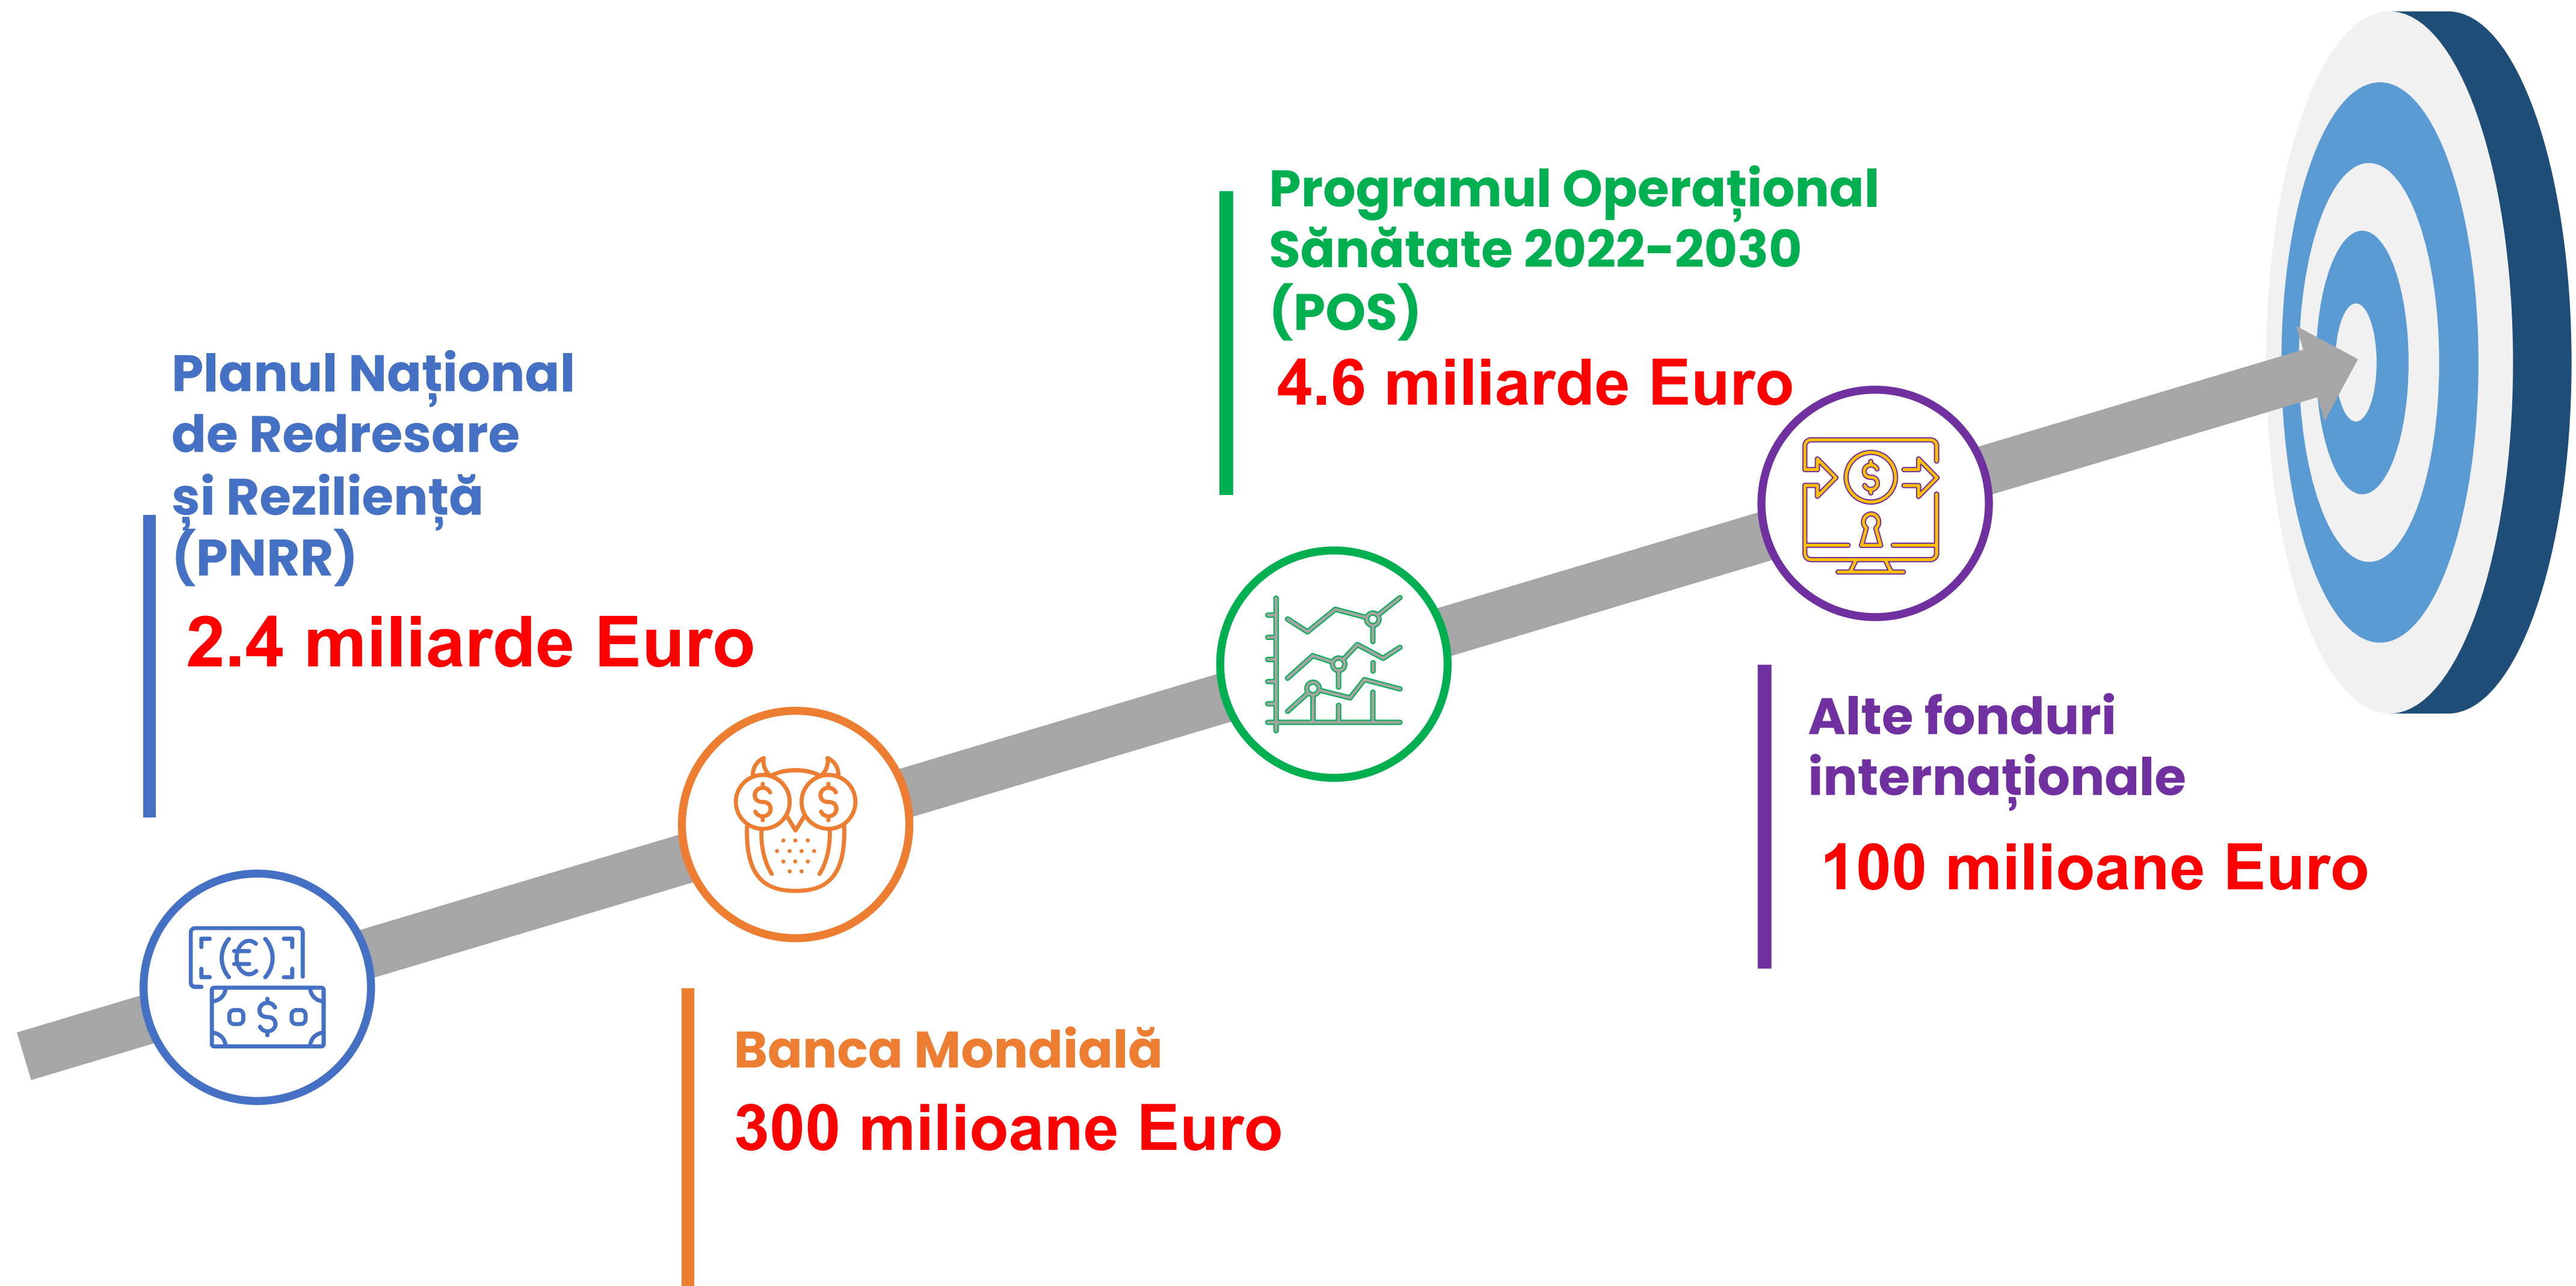 Planul Național
de Redresare
și Reziliență
(PNRR)
2.4 miliarde Euro
Banca Mondială
300 milioane Euro
Programul Operațional
Sănătate 2022-2030
(POS)
4.6 miliarde Euro
Alte fonduri
internaționale
100 milioane Euro
(€)
$
$ $
$